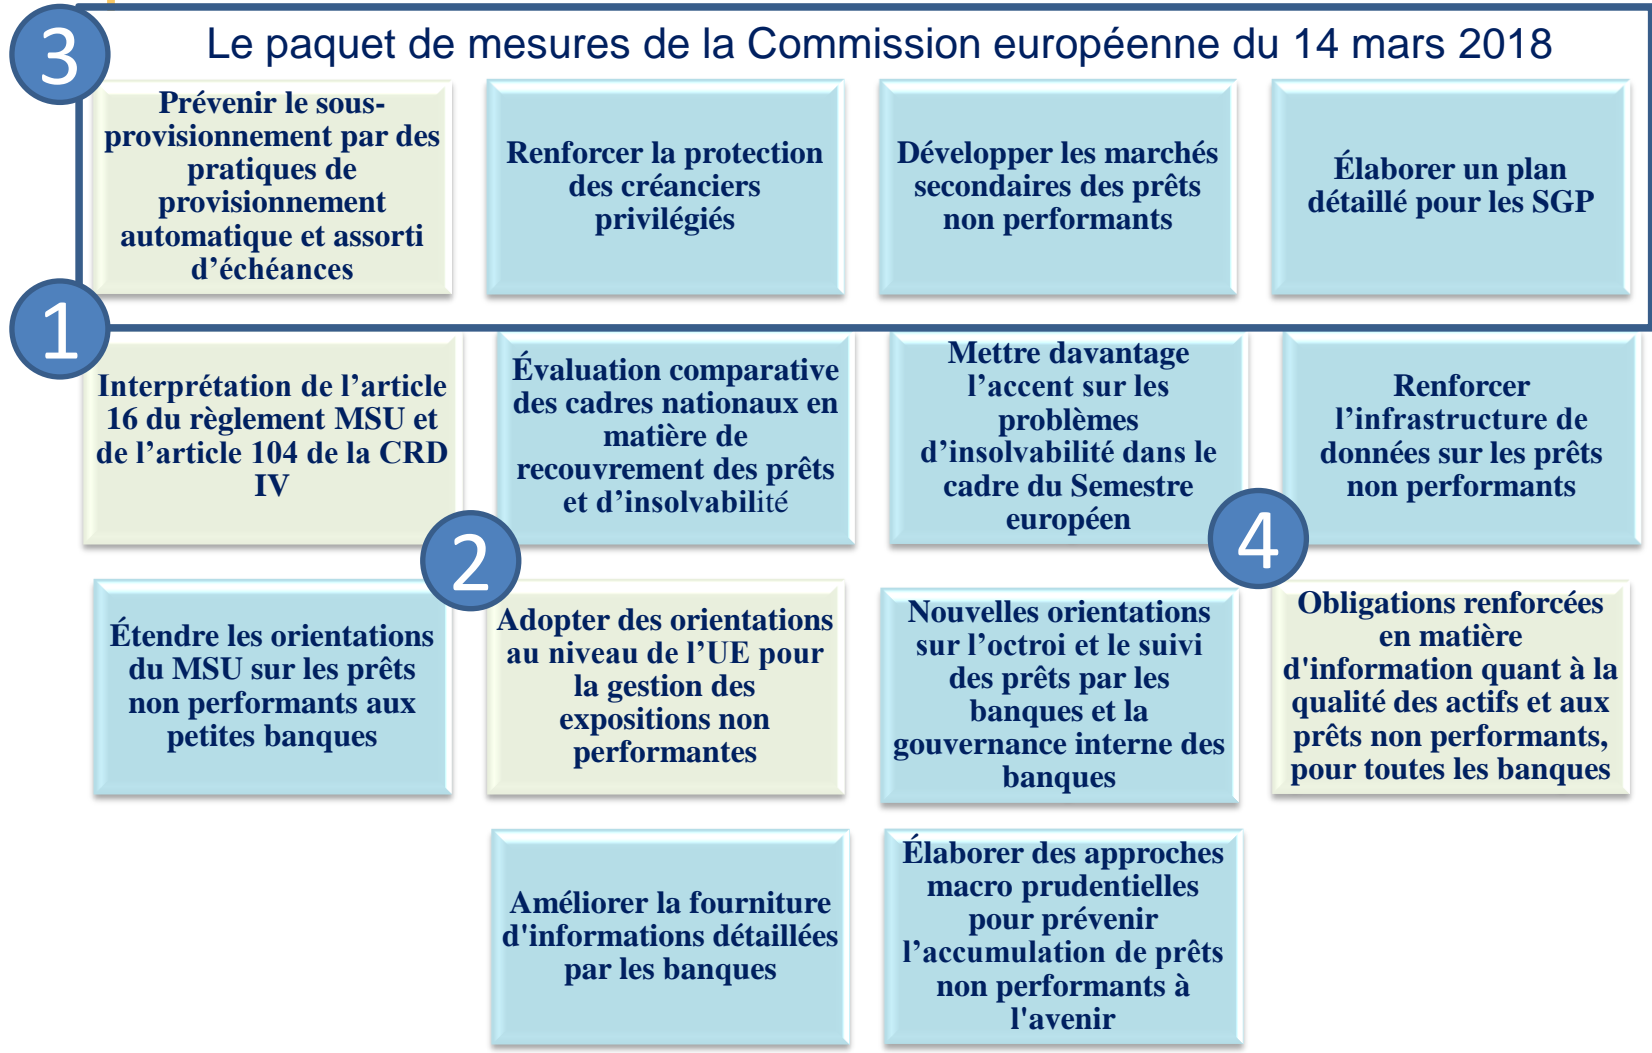 3
Le paquet de mesures de la Commission européenne du 14 mars 2018
Prévenir le sous-
provisionnement par des
pratiques de
provisionnement
automatique et assorti
d’échéances
Renforcer la protection
des créanciers
privilégiés
Développer les marchés
secondaires des prêts
non performants
Élaborer un plan
détaillé pour les SGP
1
Interprétation de l’article
16 du règlement MSU et
de l’article 104 de la CRD
IV
Évaluation comparative
des cadres nationaux en
matière de
recouvrement des prêts
et d’insolvabilité
Mettre davantage
l’accent sur les
problèmes
d’insolvabilité dans le
cadre du Semestre
européen
Renforcer
l’infrastructure de
données sur les prêts
non performants
2
4
Étendre les orientations
du MSU sur les prêts
non performants aux
petites banques
Adopter des orientations
au niveau de l’UE pour
la gestion des
expositions non
performantes
Nouvelles orientations
sur l’octroi et le suivi
des prêts par les
banques et la
gouvernance interne des
banques
Obligations renforcées
en matière
d'information quant à la
qualité des actifs et aux
prêts non performants,
pour toutes les banques
Améliorer la fourniture
d'informations détaillées
par les banques
Élaborer des approches
macro prudentielles
pour prévenir
l’accumulation de prêts
non performants à
l'avenir